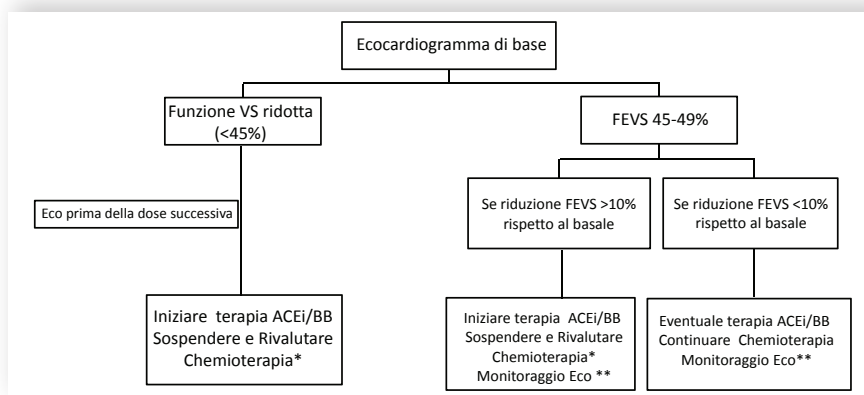 Ecocardiogramma di base
Funzione VS ridotta
(<45%)
FEVS 45-49%
Eco prima della dose successiva
Se riduzione FEVS >10%
rispetto al basale
Se riduzione FEVS <10%
rispetto al basale
Iniziare terapia ACEi/BB
Sospendere e Rivalutare
Chemioterapia*
Iniziare terapia ACEi/BB
Sospendere e Rivalutare
Chemioterapia*
Monitoraggio Eco **
Eventuale terapia ACEi/BB
Continuare Chemioterapia
Monitoraggio Eco**